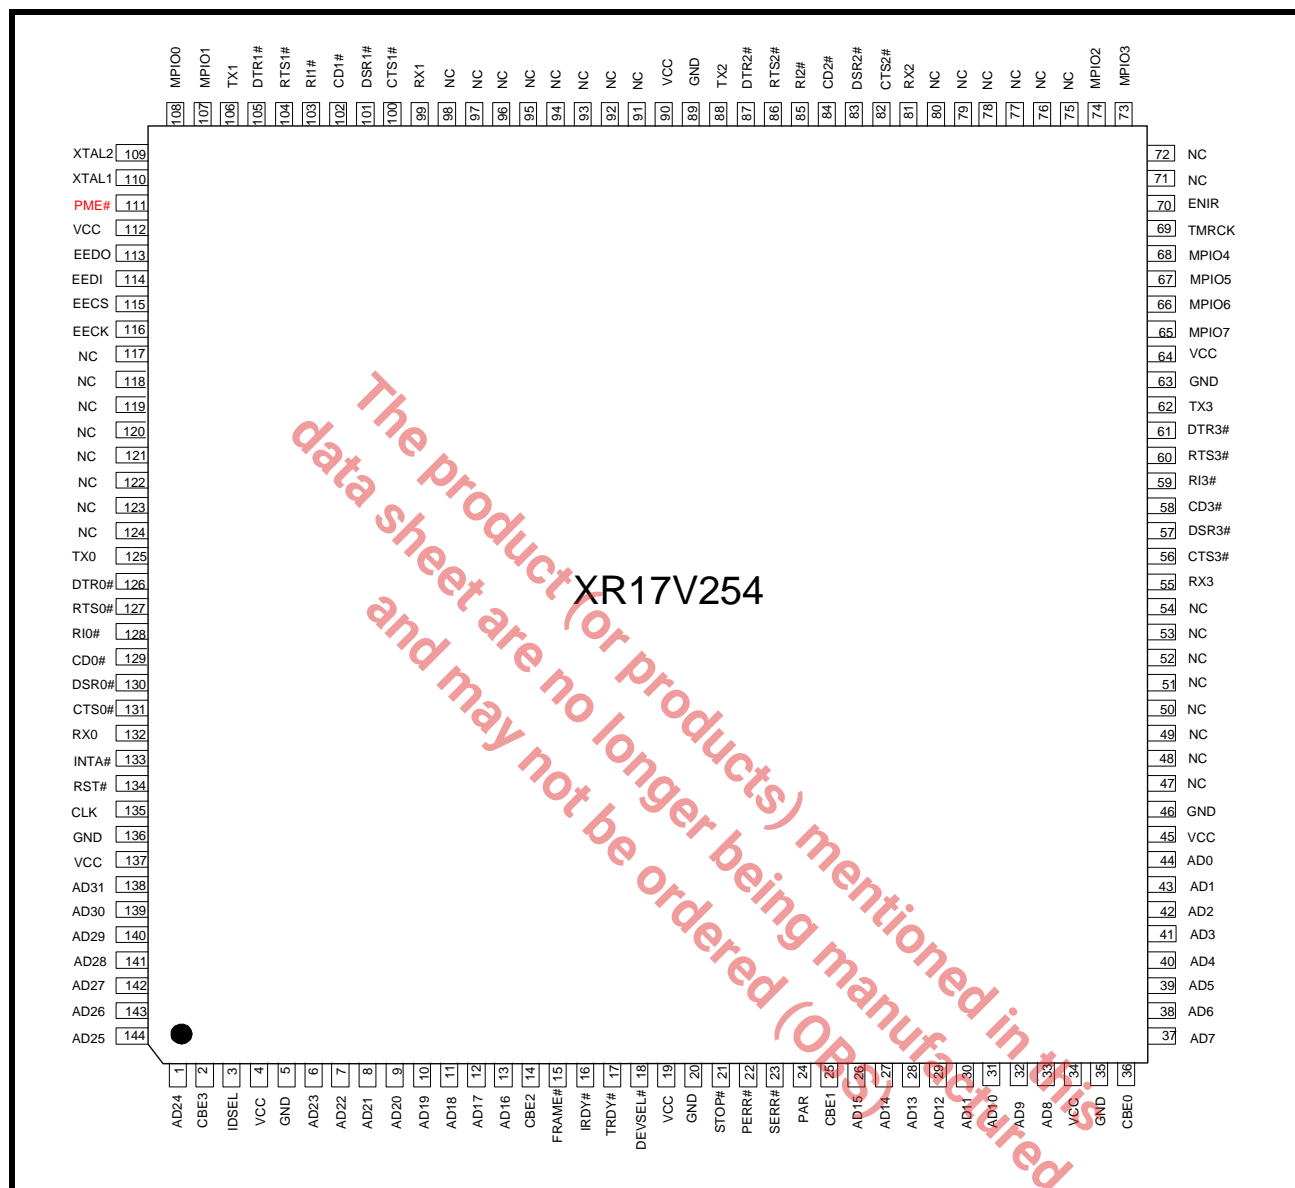 MPIO0 MPIO1 TX1 DTR1# RTS1# RI1# CD1# DSR1# CTS1# RX1 NC NC NC NC NC NC NC NC VCC GND TX2 DTR2# RTS2# RI2# CD2# DSR2# CTS2# RX2 NC NC NC NC NC NC MPIO2 MPIO3
108 107 106 105 104 103 102 101 100 99 98 97 96 95 94 93 92 91 90 89 88 87 86 85 84 83 82 81 80 79 78 77 76 75 74 73
XTAL2 109
XTAL1 110
PME# 111
VCC 112
EEDO 113
EEDI 114
EECS 115
EECK 116
NC 117
NC 118
NC 119
NC 120
NC 121
NC 122
NC 123
NC 124
TX0 125
DTR0# 126
RTS0# 127
RI0# 128
CD0# 129
DSR0# 130
CTS0# 131
RX0 132
INTA# 133
RST# 134
CLK 135
GND 136
VCC 137
AD31 138
AD30 139
AD29 140
AD28 141
AD27 142
AD26 143
AD25 144
XR17V254
The product (or products) mentioned in this
data sheet are no longer being manufactured
and may not be ordered (OBS)
72 NC
71 NC
70 ENIR
69 TMRCK
68 MPIO4
67 MPIO5
66 MPIO6
65 MPIO7
64 VCC
63 GND
62 TX3
61 DTR3#
60 RTS3#
59 RI3#
58 CD3#
57 DSR3#
56 CTS3#
55 RX3
54 NC
53 NC
52 NC
51 NC
50 NC
49 NC
48 NC
47 NC
46 GND
45 VCC
44 AD0
43 AD1
42 AD2
41 AD3
40 AD4
39 AD5
38 AD6
37 AD7
1 2 3 4 5 6 7 8 9 10 11 12 13 14 15 16 17 18 19 20 21 22 23 24 25 26 27 28 29 30 31 32 33 34 35 36
AD24 CBE3 IDSEL VCC GND AD23 AD22 AD21 AD20 AD19 AD18 AD17 AD16 CBE2 FRAME# IRDY# TRDY# DEVSEL# VCC GND STOP# PERR# SERR# PAR CBE1 AD15 AD14 AD13 AD12 AD11 AD10 AD9 AD8 VCC GND CBE0